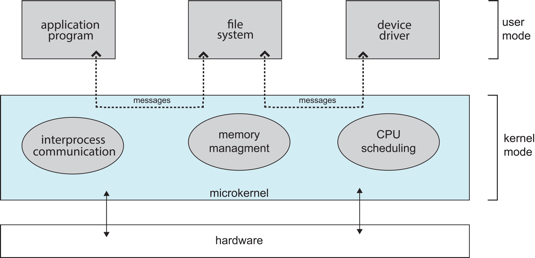 application
program
file
system
device
driver
user
mode
messages
messages
interprocess
communication
memory
managment
CPU
scheduling
kernel
mode
microkernel
hardware